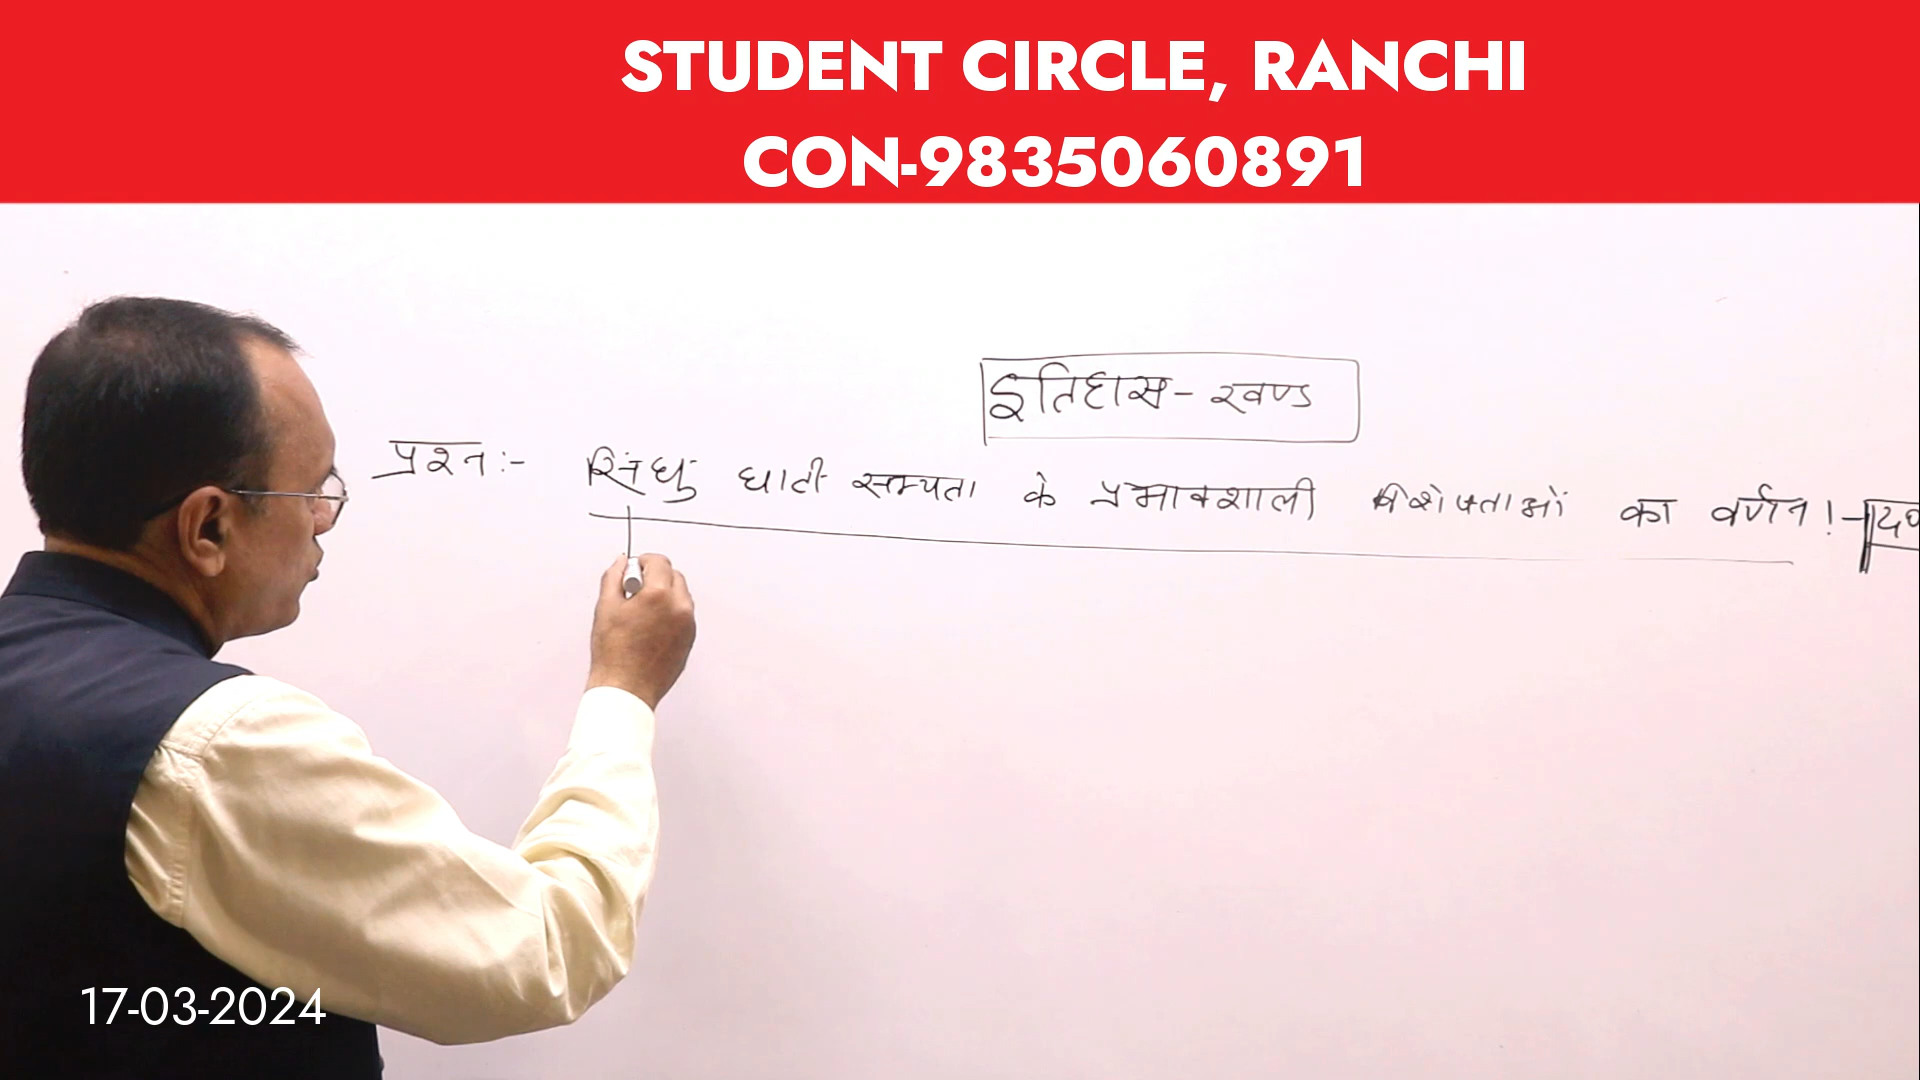 STUDENT CIRCLE, RANCHI
CON-9835060891
इतिहास - खण्ड
प्रश्न :- सिंधु घाटी सभ्यता के प्रभावशाली विशेषताओं का वर्णन ! -
17-03-2024